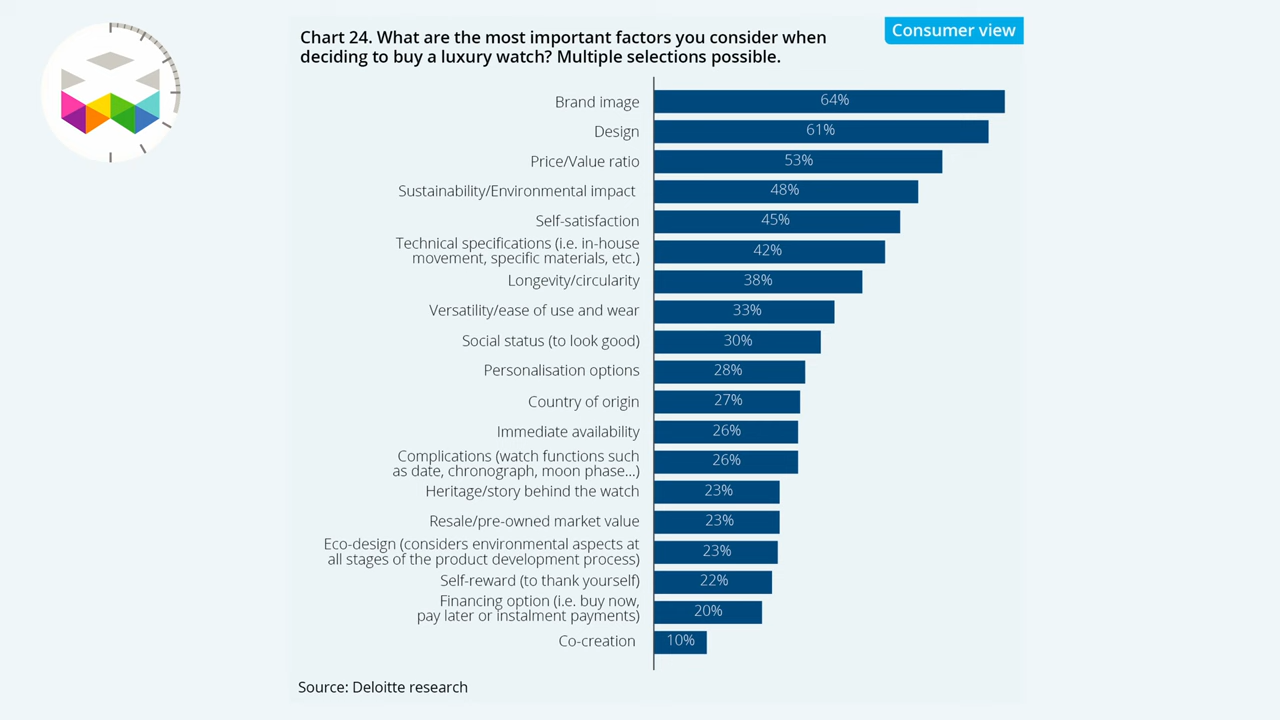 Chart 24. What are the most important factors you consider when
deciding to buy a luxury watch? Multiple selections possible.
Consumer view
Brand image 64%
Design 61%
Price/Value ratio 53%
Sustainability/Environmental impact 48%
Self-satisfaction 45%
Technical specifications (i.e. in-house
movement, specific materials, etc.) 42%
Longevity/circularity 38%
Versatility/ease of use and wear 33%
Social status (to look good) 30%
Personalisation options 28%
Country of origin 27%
Immediate availability 26%
Complications (watch functions such
as date, chronograph, moon phase...) 26%
Heritage/story behind the watch 23%
Resale/pre-owned market value 23%
Eco-design (considers environmental aspects at
all stages of the product development process) 23%
Self-reward (to thank yourself) 22%
Financing option (i.e. buy now,
pay later or instalment payments) 20%
Co-creation 10%
Source: Deloitte research